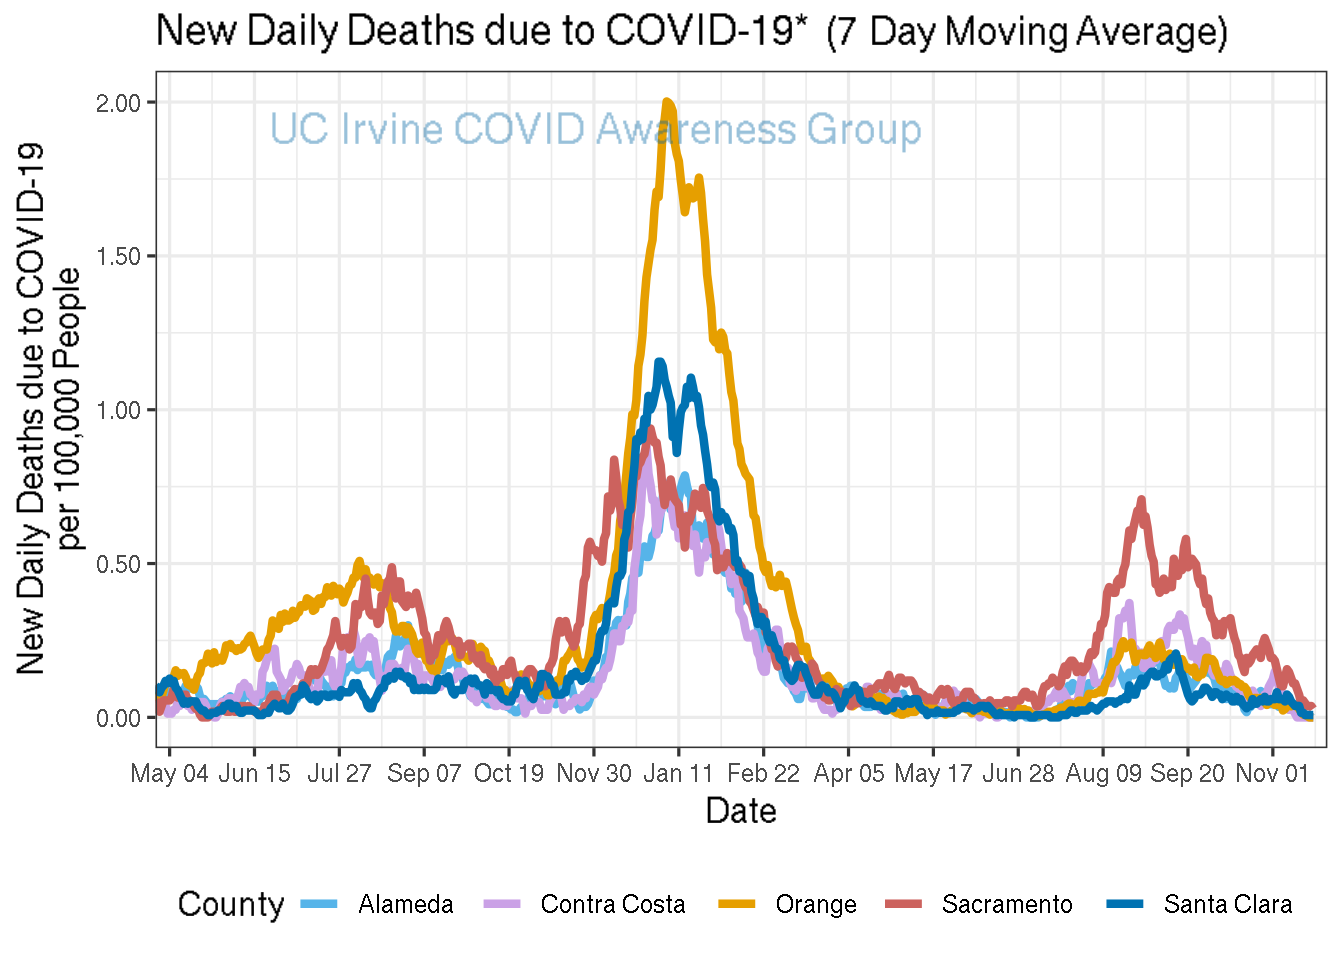 New Daily Deaths due to COVID-19* (7 Day Moving Average)
UC Irvine COVID Awareness Group
New Daily Deaths due to COVID-19
per 100,000 People
2.00
1.50
1.00
0.50
0.00
May 04 Jun 15 Jul 27 Sep 07 Oct 19 Nov 30 Jan 11 Feb 22 Apr 05 May 17 Jun 28 Aug 09 Sep 20 Nov 01
Date
County Alameda Contra Costa Orange Sacramento Santa Clara